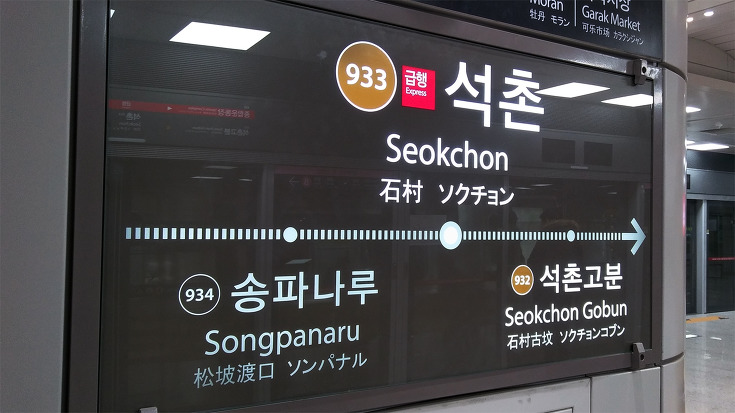 Moran
牡丹 モラン
Garak Market
可乐市场 カラクシジャン
933 급행 석촌
Express
Seokchon
石村 ソクチョン
934 송파나루
Songpanaru
松坡渡口 ソンパナル
932 석촌고분
Seokchon Gobun
石村古坟 ソクチョンコブン